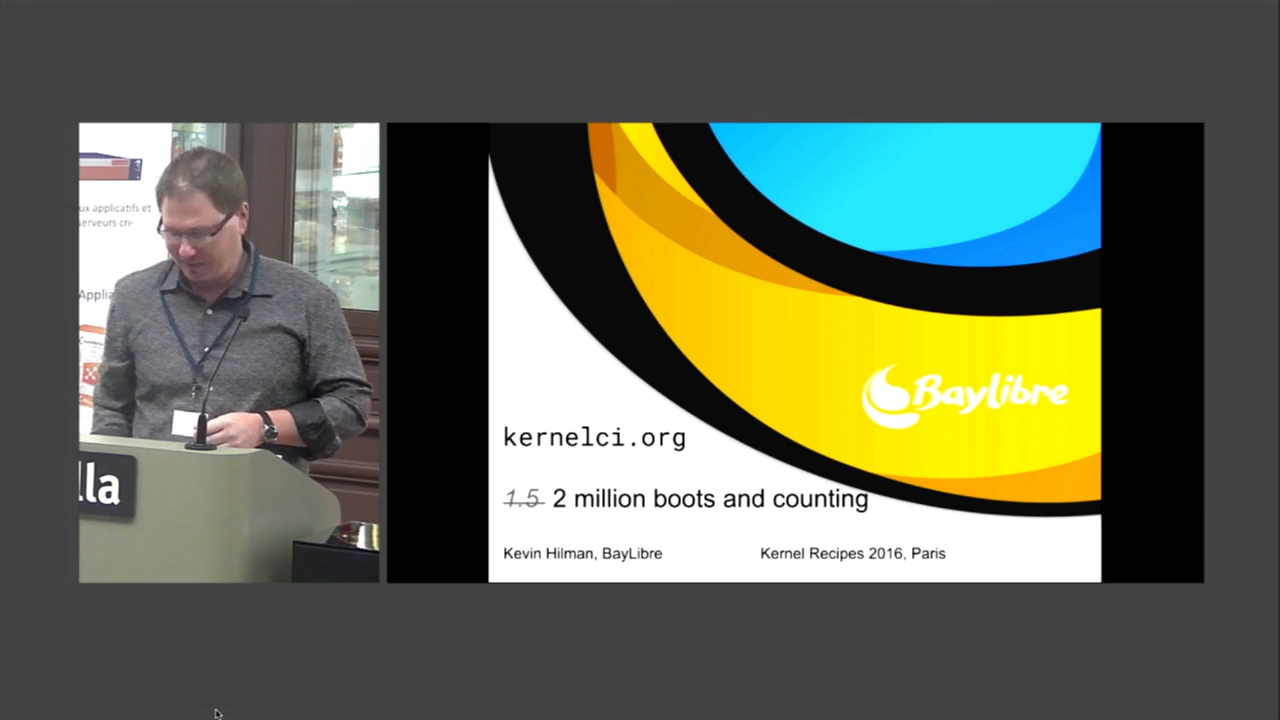 ux applicatifs et
serveurs cri-
Applia
lla
Baylibre
kernelci.org
1.5 2 million boots and counting
Kevin Hilman, BayLibre
Kernel Recipes 2016, Paris